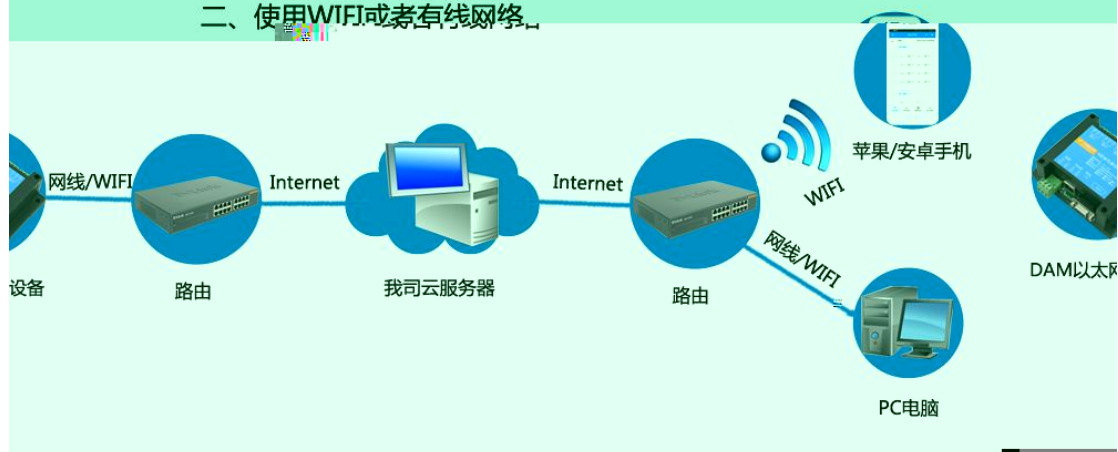 二、使用WIFI或者有线网络
苹果/安卓手机
网线/WIFI
Internet
Internet
WIFI
网线/WIFI
设备
路由
我司云服务器
路由
DAM以太网
PC电脑